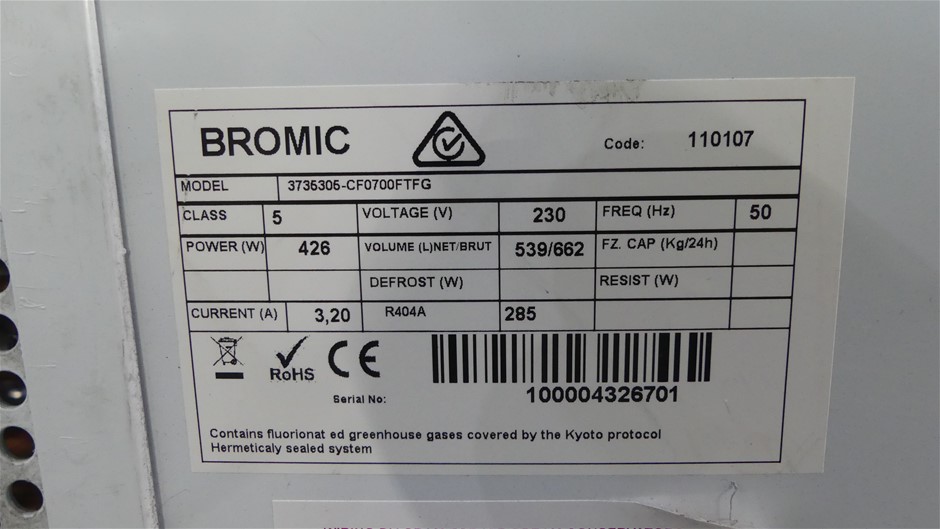 BROMIC Code: 110107
MODEL 3735305-CF0700FTFG
CLASS 5 VOLTAGE (V) 230 FREQ (Hz) 50
POWER (W) 426 VOLUME (L)NET/BRUT 539/662 FZ. CAP (Kg/24h)
DEFROST (W) RESIST (W)
CURRENT (A) 3,20 R404A 285
RoHS CE
Serial No: 100004326701
Contains fluorionat ed greenhouse gases covered by the Kyoto protocol
Hermeticaly sealed system